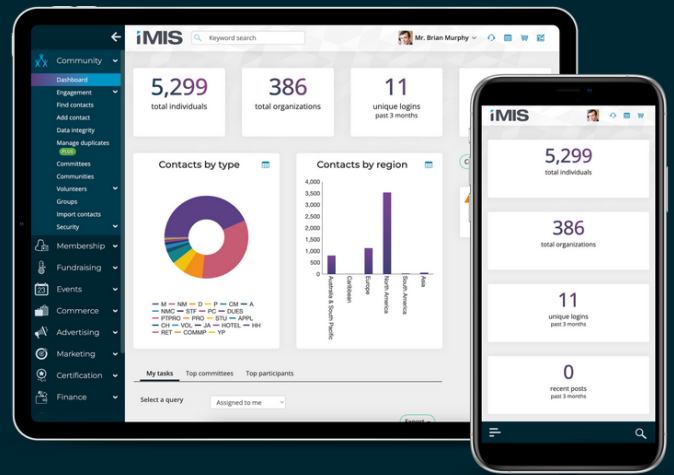 iMIS
Keyword search
Mr. Brian Murphy
Community
Dashboard
Engagement
Find contacts
Add contact
Data integrity
Manage duplicates
PLUS
Committees
Communities
Volunteers
Groups
Import contacts
Security
Membership
Fundraising
Events
Commerce
Advertising
Marketing
Certification
Finance
5,299
total individuals
386
total organizations
11
unique logins
past 3 months
Contacts by type
M NM D P CM A
NMC STF PC DUES
PTPRO PRO STU APPL
CH VOL JA HOTEL HH
RET COMMP YP
Contacts by region
4,000
3,500
3,000
2,500
2,000
1,500
1,000
500
0
Australia & South Pacific
Caribbean
Europe
North America
South America
Asia
My tasks Top committees Top participants
Select a query
Assigned to me
Export
iMIS
5,299
total individuals
386
total organizations
11
unique logins
past 3 months
0
recent posts
past 3 months